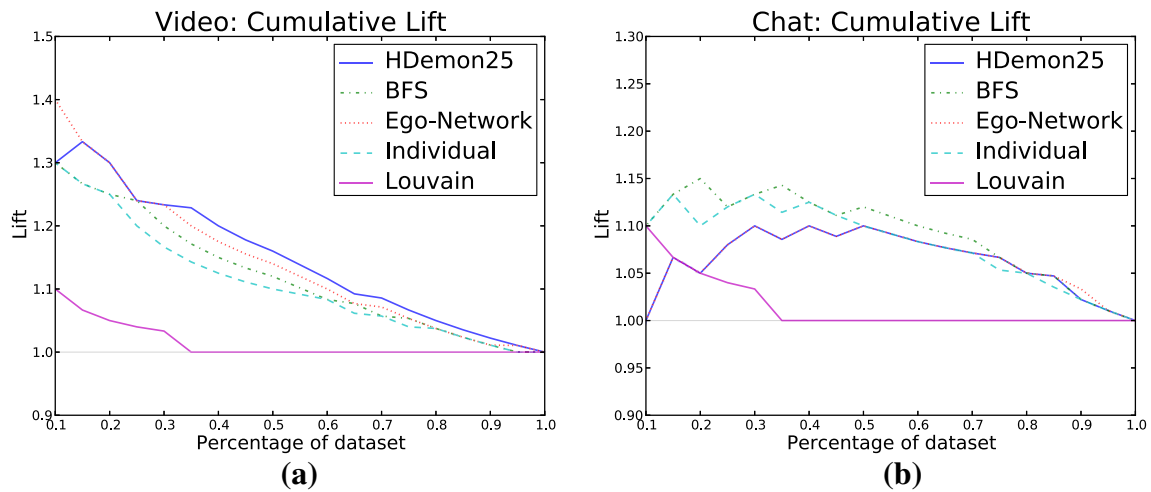 Video: Cumulative Lift
1.5
1.4
1.3
1.2
1.1
1.0
0.9
Lift
HDemon25
BFS
Ego-Network
Individual
Louvain
0.1 0.2 0.3 0.4 0.5 0.6 0.7 0.8 0.9 1.0
Percentage of dataset
(a)
Chat: Cumulative Lift
1.30
1.25
1.20
1.15
1.10
1.05
1.00
0.95
0.90
Lift
HDemon25
BFS
Ego-Network
Individual
Louvain
0.1 0.2 0.3 0.4 0.5 0.6 0.7 0.8 0.9 1.0
Percentage of dataset
(b)